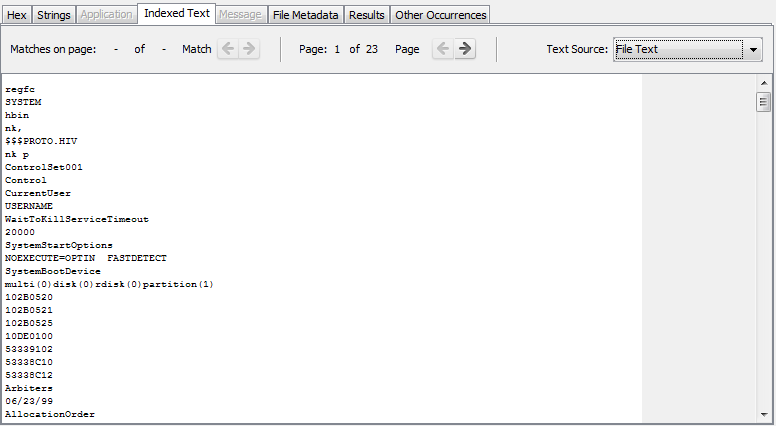 Hex Strings Application Indexed Text Message File Metadata Results Other Occurrences
Matches on page: - of - Match Page: 1 of 23 Page Text Source: File Text
regfc
SYSTEM
hbin
nk,
$$$PROTO.HIV
nk p
ControlSet001
Control
CurrentUser
USERNAME
WaitToKillServiceTimeout
20000
SystemStartOptions
NOEXECUTE=OPTIN  FASTDETECT
SystemBootDevice
multi(0)disk(0)rdisk(0)partition(1)
102B0520
102B0521
102B0525
10DE0100
53339102
53338C10
53338C12
Arbiters
06/23/99
AllocationOrder